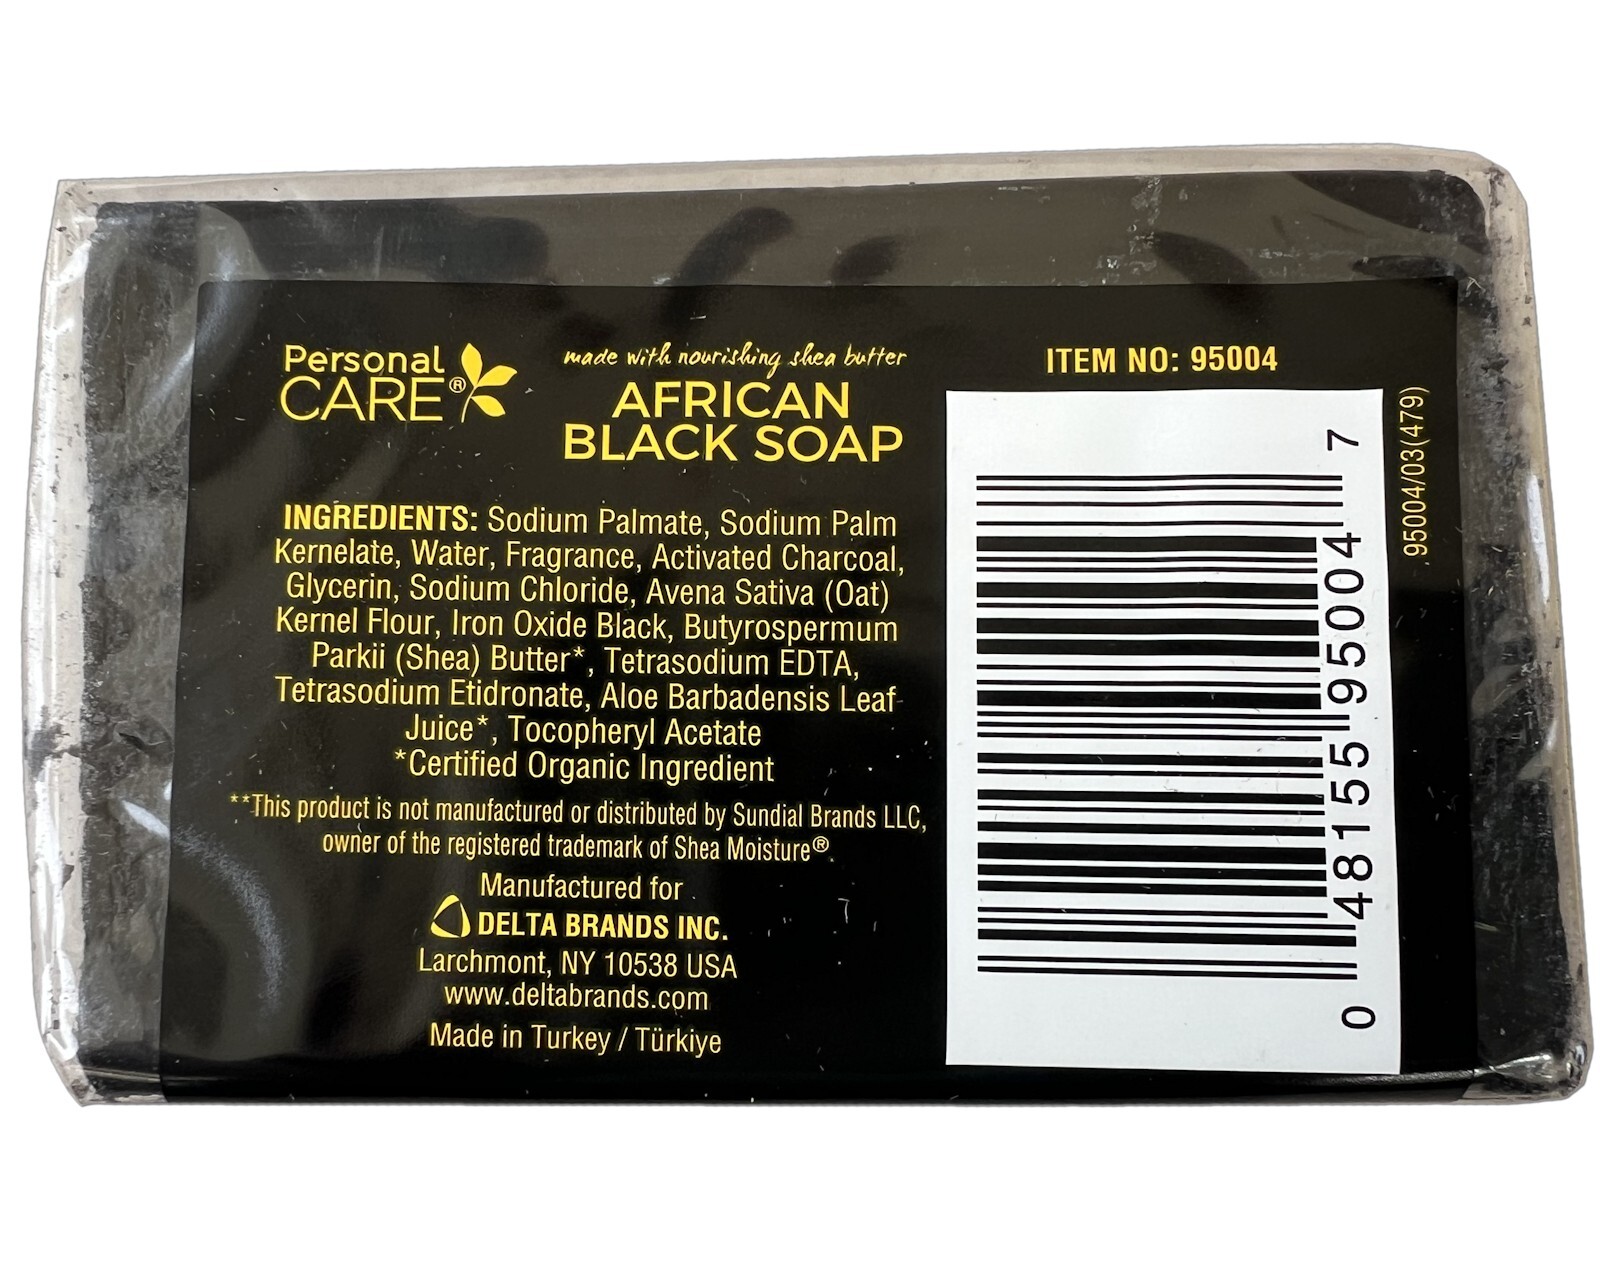 Personal
CARE®
made with nourishing shea butter
AFRICAN
BLACK SOAP
INGREDIENTS: Sodium Palmate, Sodium Palm
Kernelate, Water, Fragrance, Activated Charcoal,
Glycerin, Sodium Chloride, Avena Sativa (Oat)
Kernel Flour, Iron Oxide Black, Butyrospermum
Parkii (Shea) Butter*, Tetrasodium EDTA,
Tetrasodium Etidronate, Aloe Barbadensis Leaf
Juice*, Tocopheryl Acetate
*Certified Organic Ingredient
**This product is not manufactured or distributed by Sundial Brands LLC,
owner of the registered trademark of Shea Moisture®.
Manufactured for
DELTA BRANDS INC.
Larchmont, NY 10538 USA
www.deltabrands.com
Made in Turkey / Türkiye
ITEM NO: 95004
0 48155 95004 7
95004/03(479)